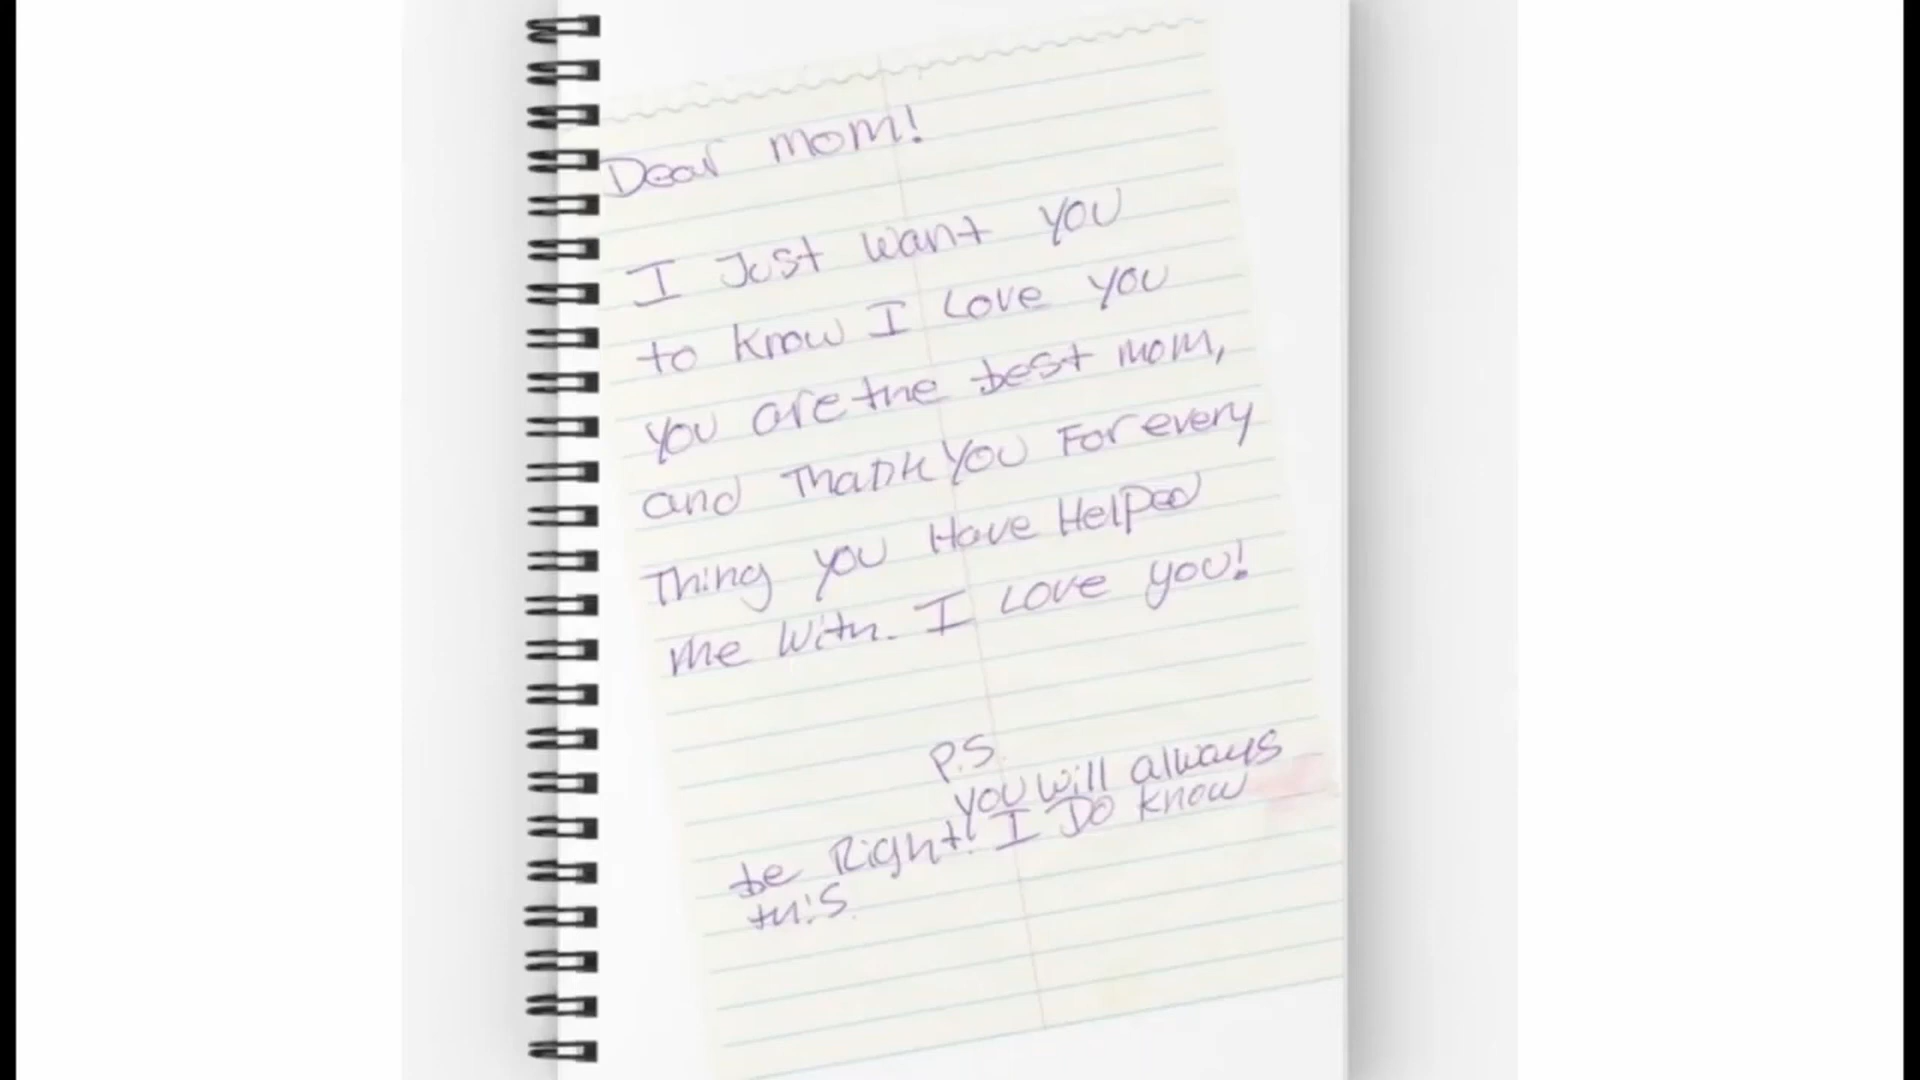 Dear mom!
I Just want you
to know I Love you
you are the best mom,
and Thank you For every
Thing you Have Helped
me with. I Love you!
P.S.
you will always
be Right! I Do know
this.